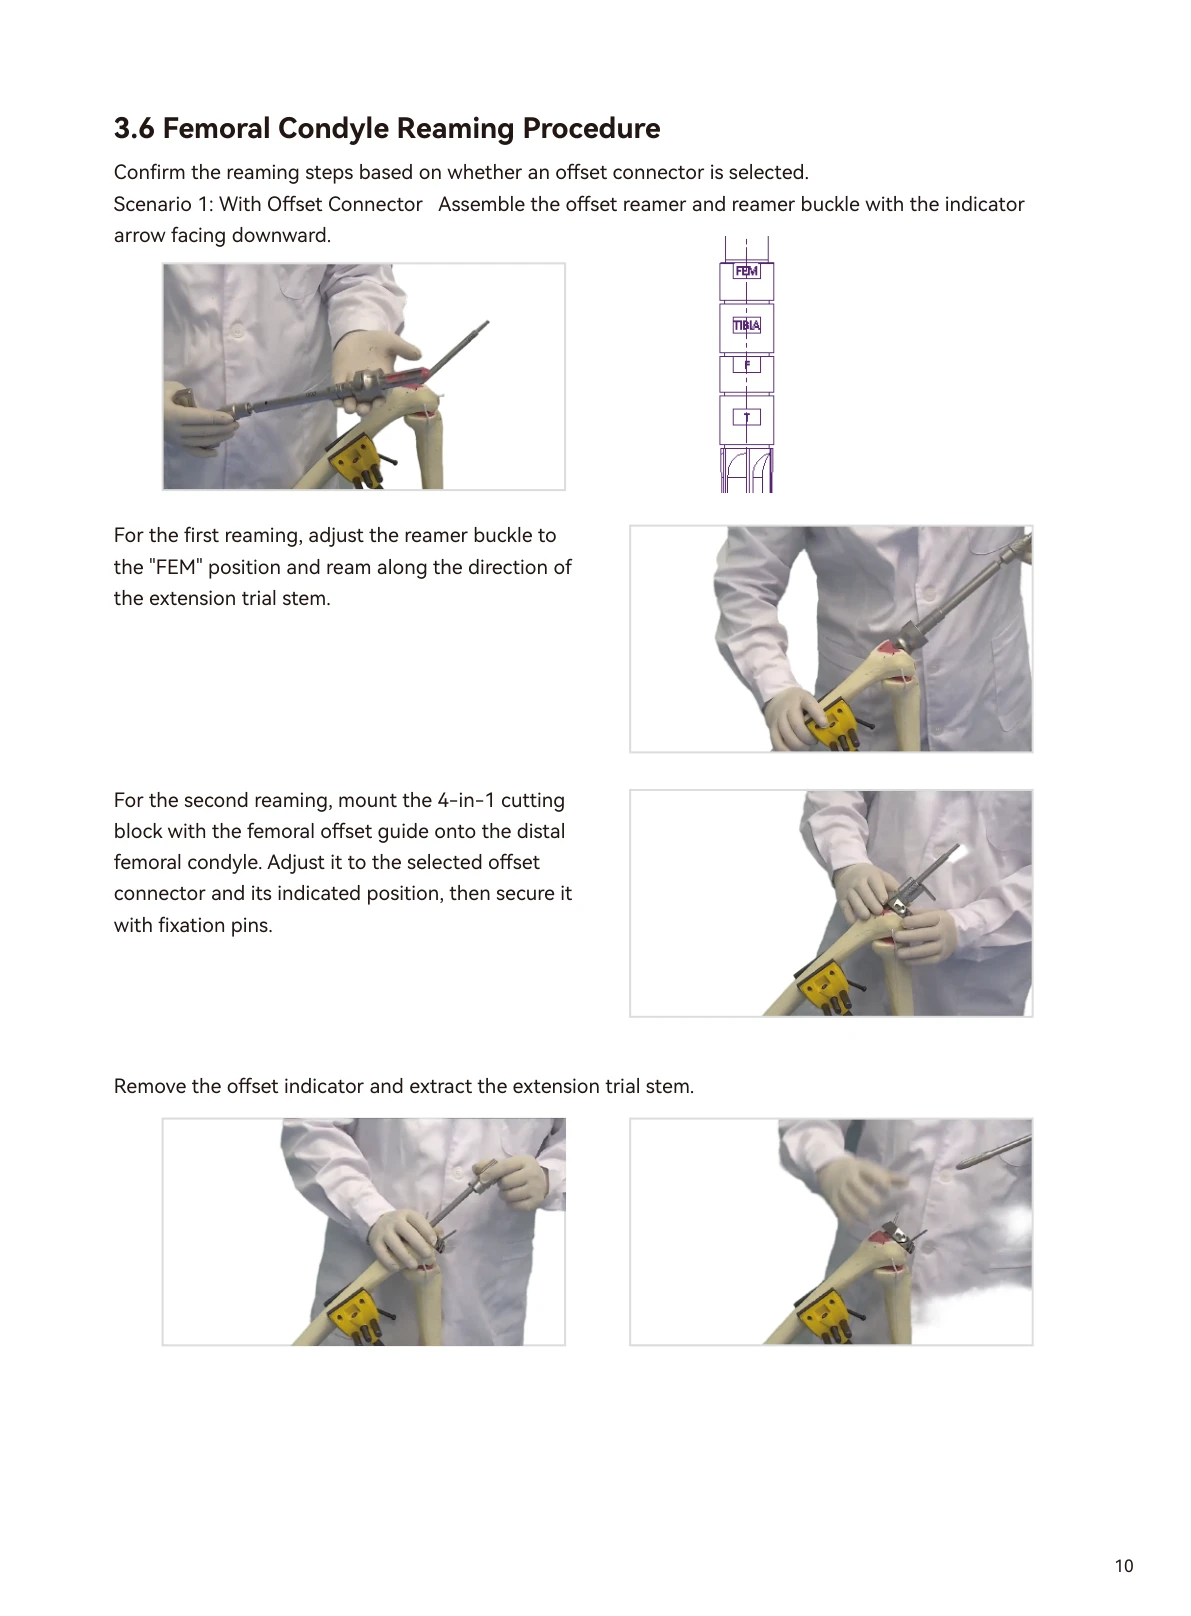 3.6 Femoral Condyle Reaming Procedure
Confirm the reaming steps based on whether an offset connector is selected.
Scenario 1: With Offset Connector   Assemble the offset reamer and reamer buckle with the indicator
arrow facing downward.
FEM
TIBIA
F
T
For the first reaming, adjust the reamer buckle to
the "FEM" position and ream along the direction of
the extension trial stem.
For the second reaming, mount the 4-in-1 cutting
block with the femoral offset guide onto the distal
femoral condyle. Adjust it to the selected offset
connector and its indicated position, then secure it
with fixation pins.
Remove the offset indicator and extract the extension trial stem.
10